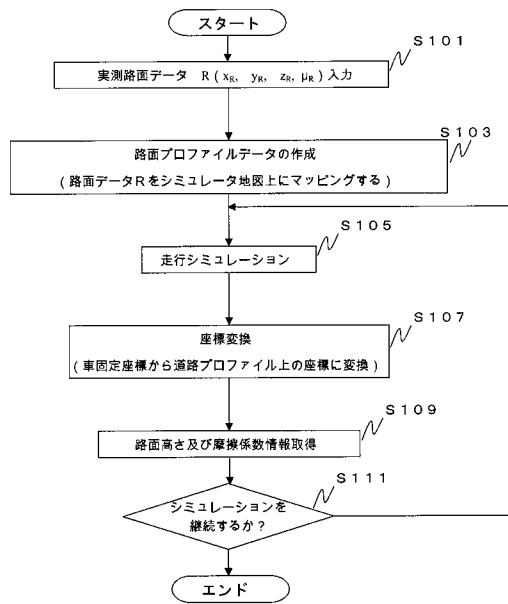 スタート
S101
実測路面データ R(xR, yR, zR, μR)入力
S103
路面プロファイルデータの作成
(路面データRをシミュレータ地図上にマッピングする)
S105
走行シミュレーション
S107
座標変換
(車固定座標から道路プロファイル上の座標に変換)
S109
路面高さ及び摩擦係数情報取得
S111
シミュレーションを
継続するか?
エンド